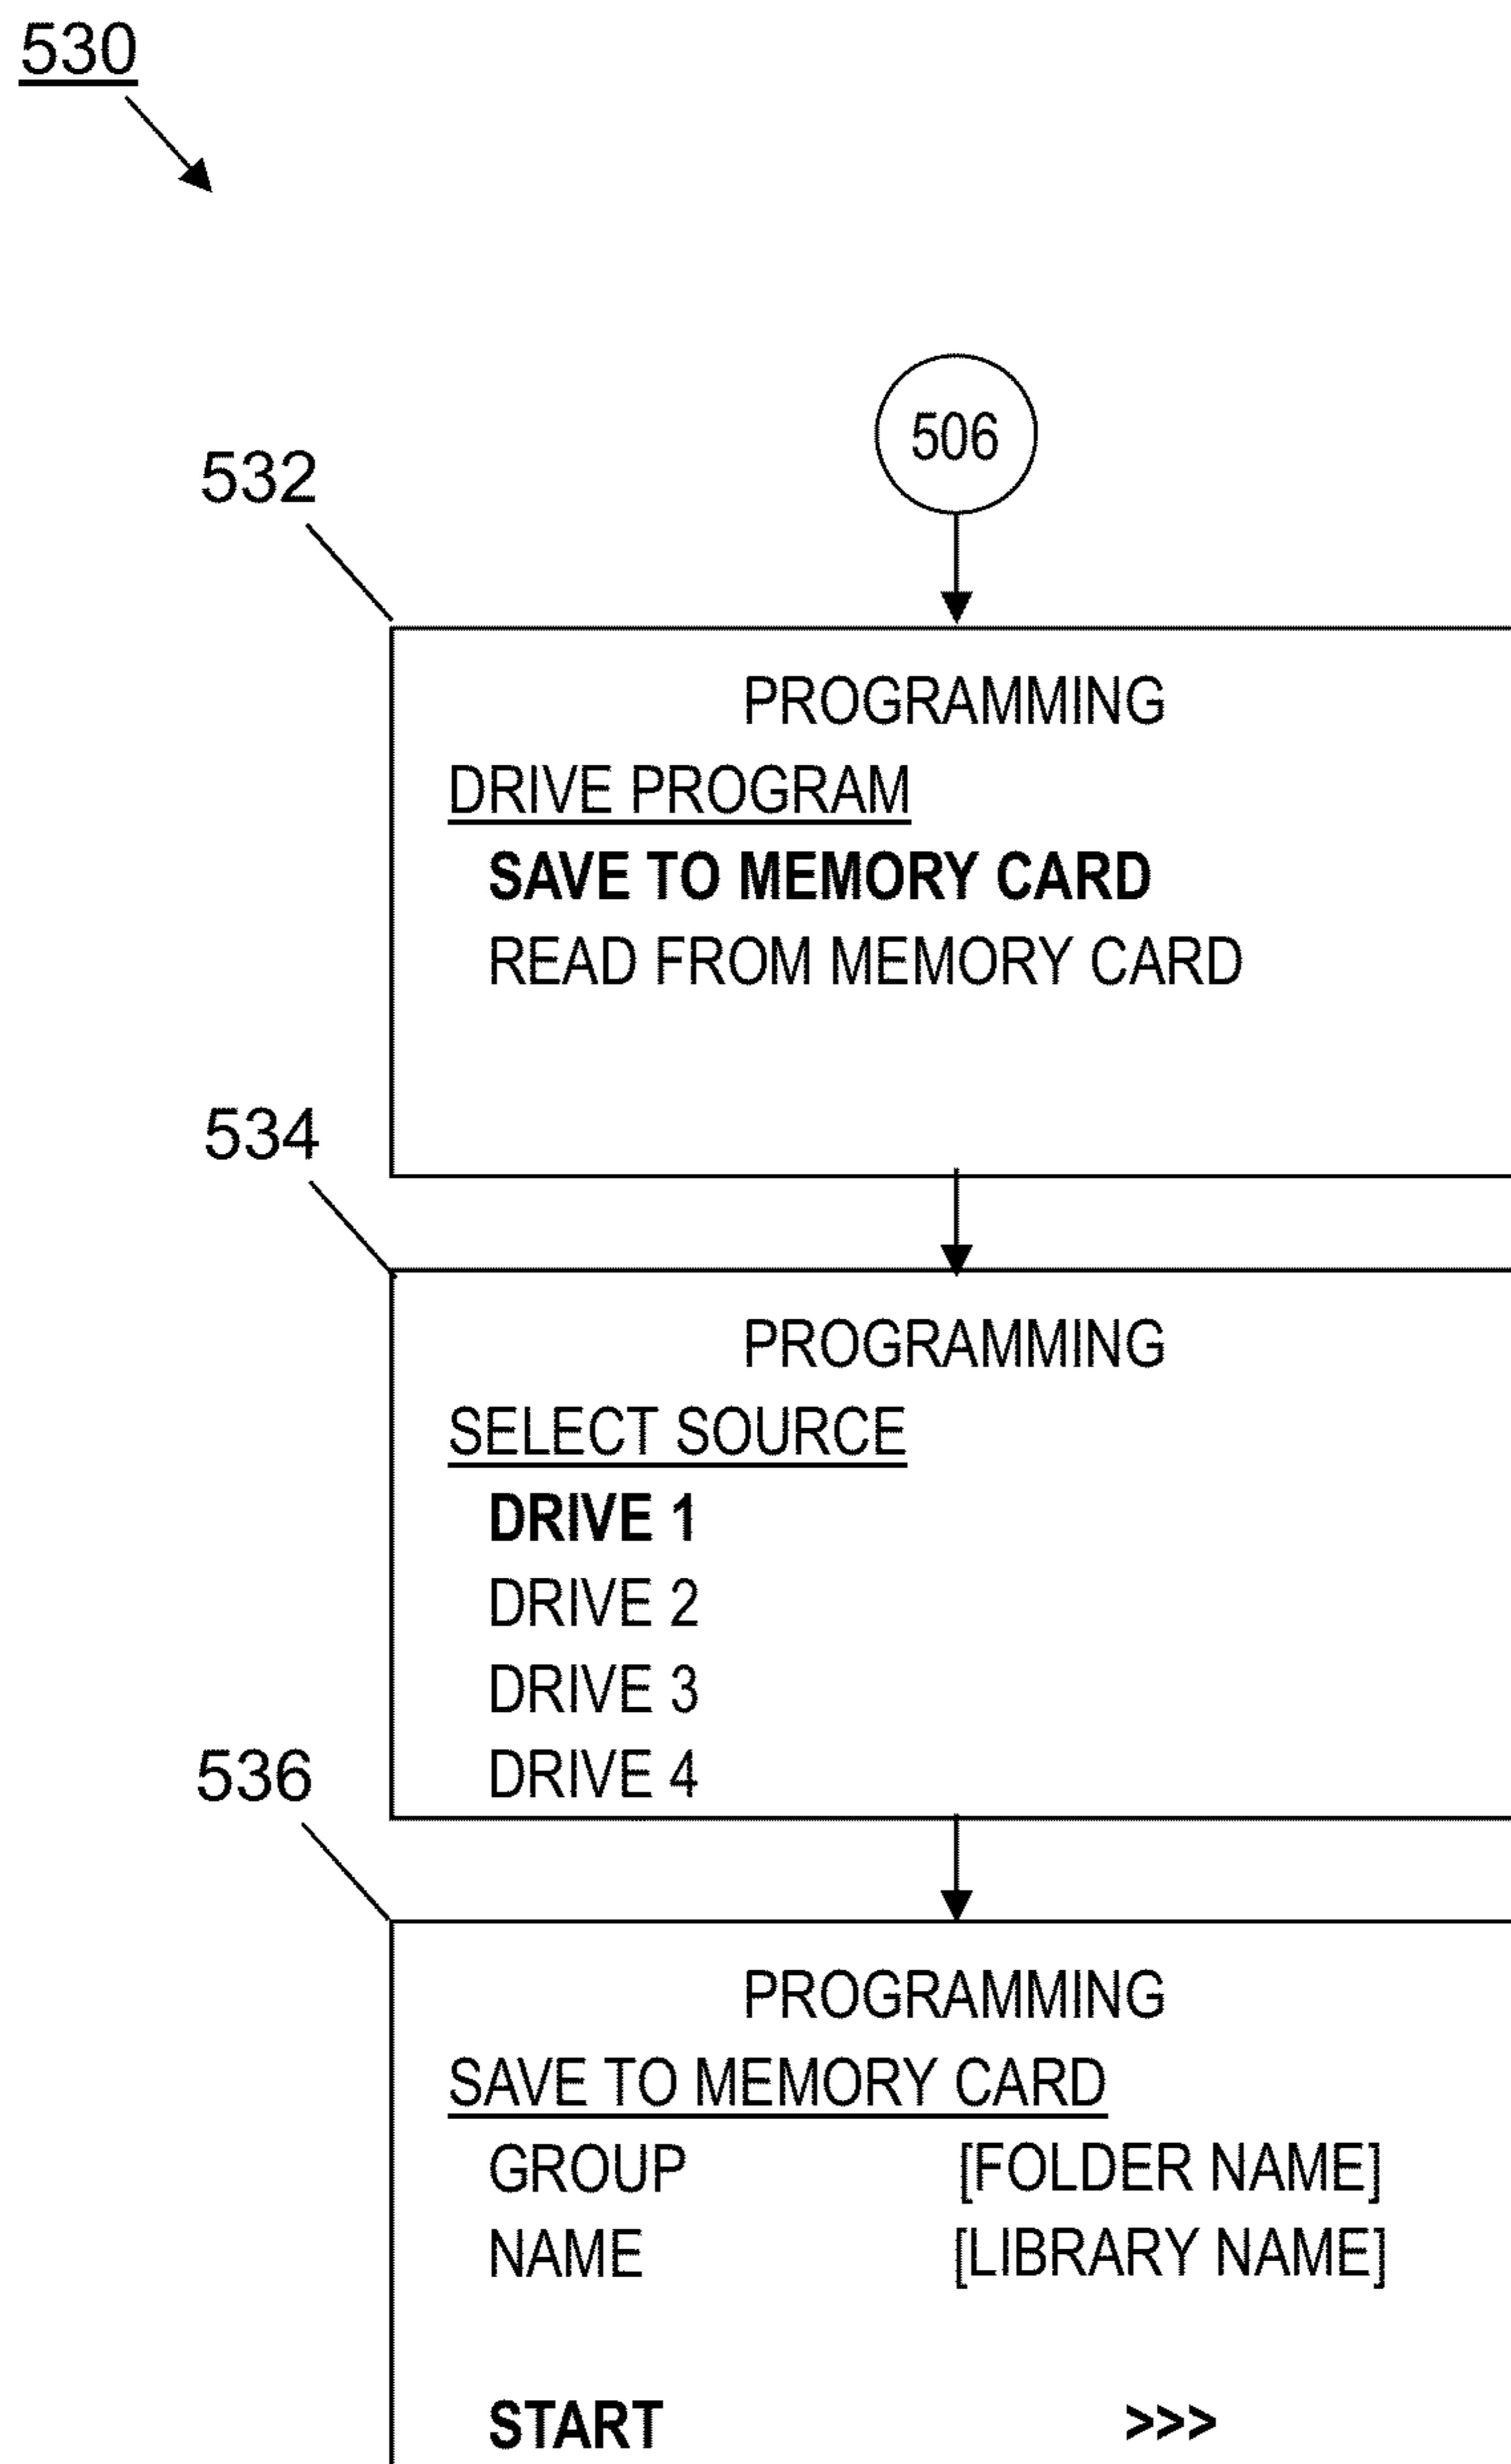 530
506
532
PROGRAMMING
DRIVE PROGRAM
SAVE TO MEMORY CARD
READ FROM MEMORY CARD
534
PROGRAMMING
SELECT SOURCE
DRIVE 1
DRIVE 2
DRIVE 3
DRIVE 4
536
PROGRAMMING
SAVE TO MEMORY CARD
GROUP [FOLDER NAME]
NAME [LIBRARY NAME]
START >>>